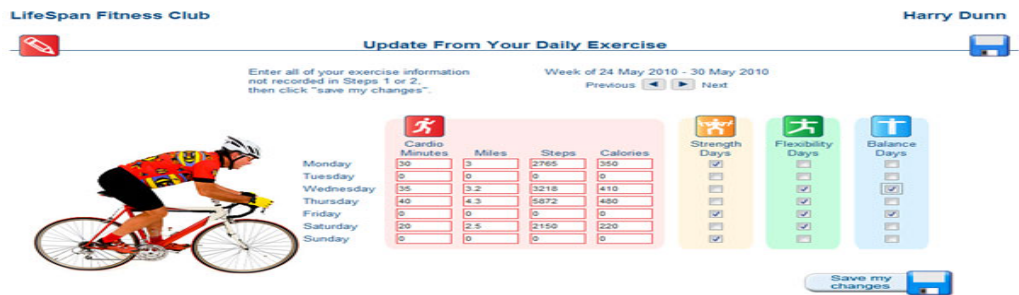 LifeSpan Fitness Club
Harry Dunn
Update From Your Daily Exercise
Enter all of your exercise information
not recorded in Steps 1 or 2,
then click "save my changes".
Week of 24 May 2010 - 30 May 2010
Previous Next
Cardio
Minutes Miles Steps Calories
Strength
Days
Flexibility
Days
Balance
Days
Monday 30 3 2765 350
Tuesday 0 0 0 0
Wednesday 35 3.2 3218 410
Thursday 40 4.3 5872 480
Friday 0 0 0 0
Saturday 20 2.5 2150 220
Sunday 0 0 0 0
Save my
changes